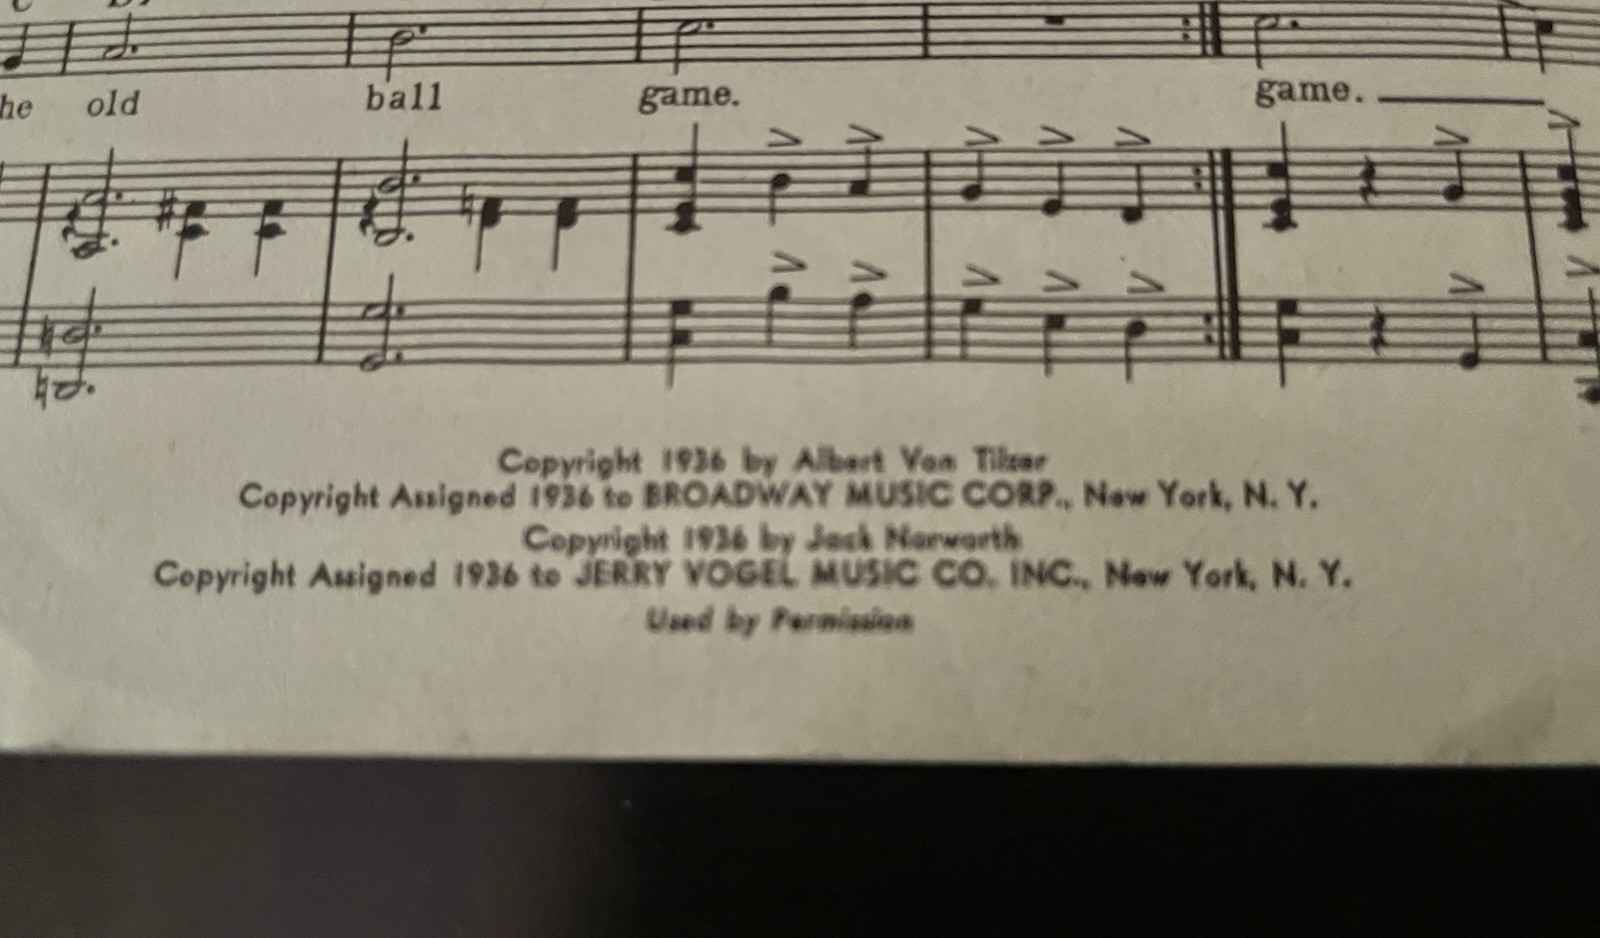 he old ball game. game.
Copyright 1936 by Albert Von Tilzer
Copyright Assigned 1936 to BROADWAY MUSIC CORP., New York, N. Y.
Copyright 1936 by Jack Norworth
Copyright Assigned 1936 to JERRY VOGEL MUSIC CO. INC., New York, N. Y.
Used by Permission